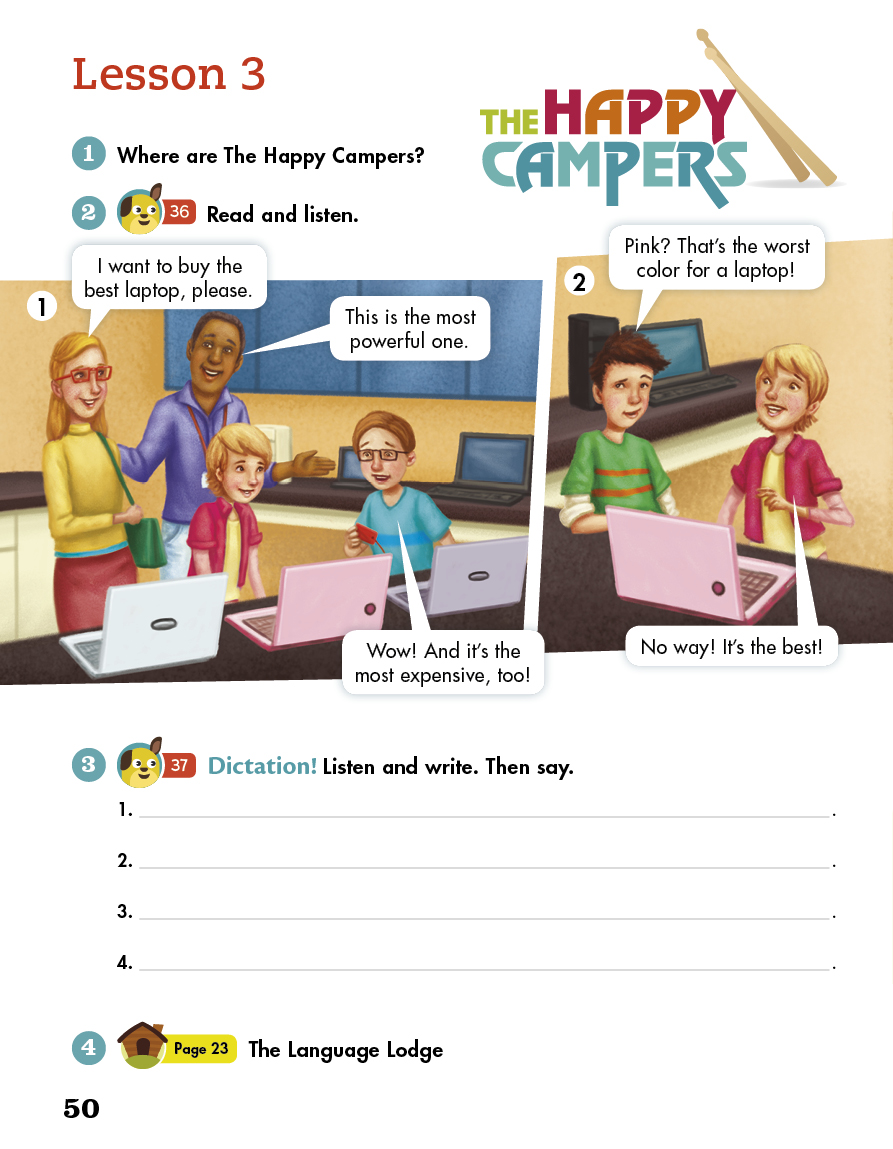 Lesson 3
THE HAPPY
CAMPERS
1 Where are The Happy Campers?
2 36 Read and listen.
1
I want to buy the
best laptop, please.
This is the most
powerful one.
Wow! And it's the
most expensive, too!
2
Pink? That's the worst
color for a laptop!
No way! It's the best!
3 37 Dictation! Listen and write. Then say.
1. .
2. .
3. .
4. .
4 Page 23 The Language Lodge
50